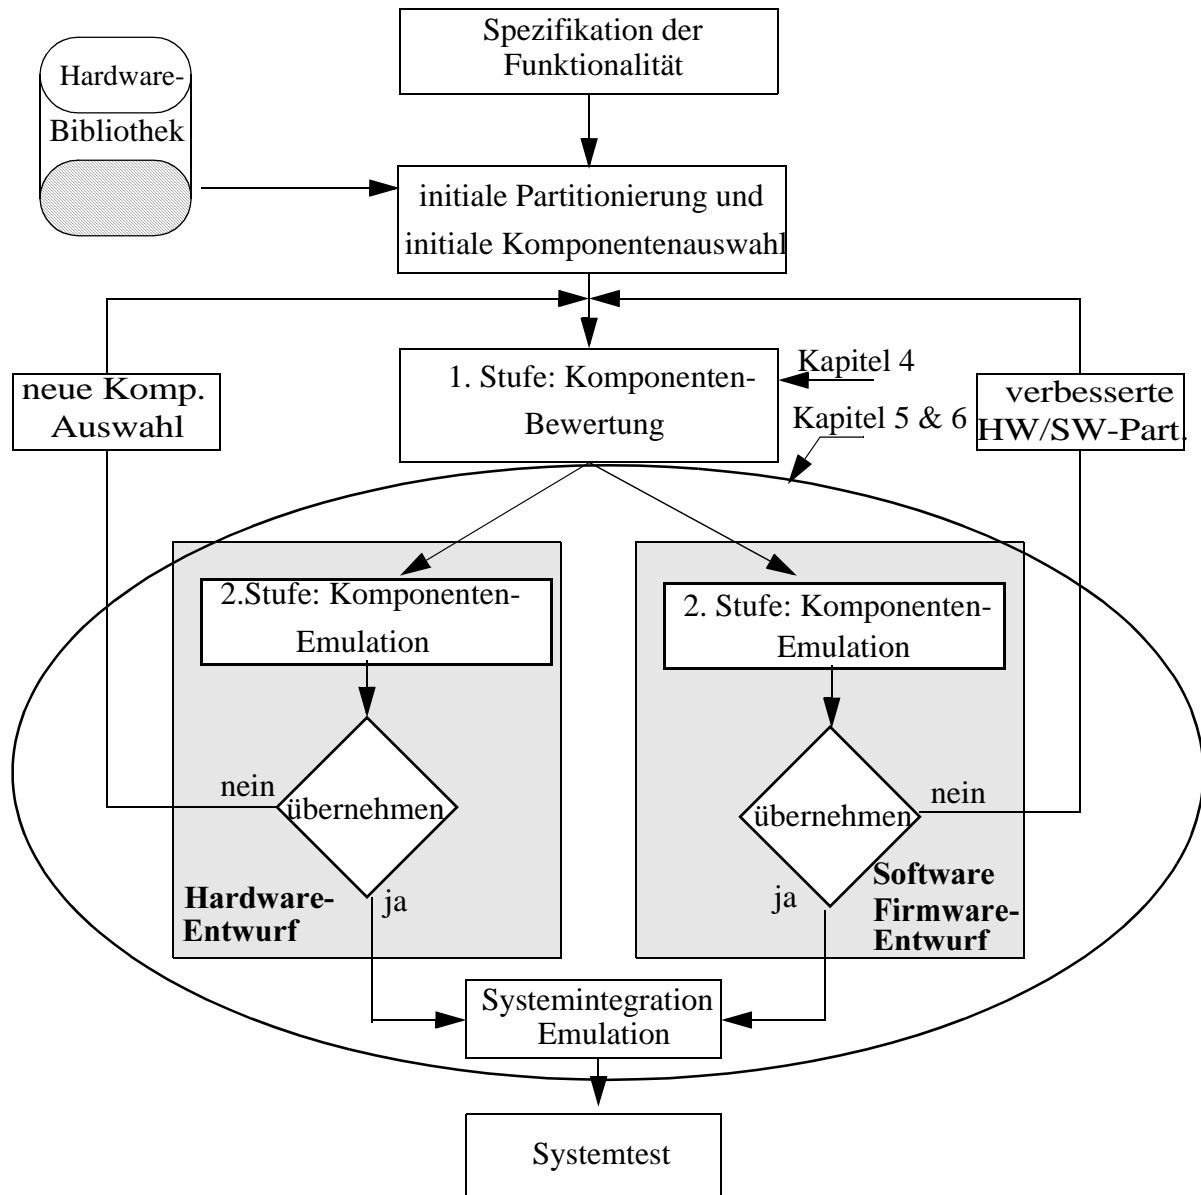 Spezifikation der
Funktionalität
Hardware-
Bibliothek
initiale Partitionierung und
initiale Komponentenauswahl
1. Stufe: Komponenten-
Bewertung
Kapitel 4
Kapitel 5 & 6
neue Komp.
Auswahl
verbesserte
HW/SW-Part.
2.Stufe: Komponenten-
Emulation
2. Stufe: Komponenten-
Emulation
nein
übernehmen
ja
Hardware-
Entwurf
übernehmen
nein
ja
Software
Firmware-
Entwurf
Systemintegration
Emulation
Systemtest